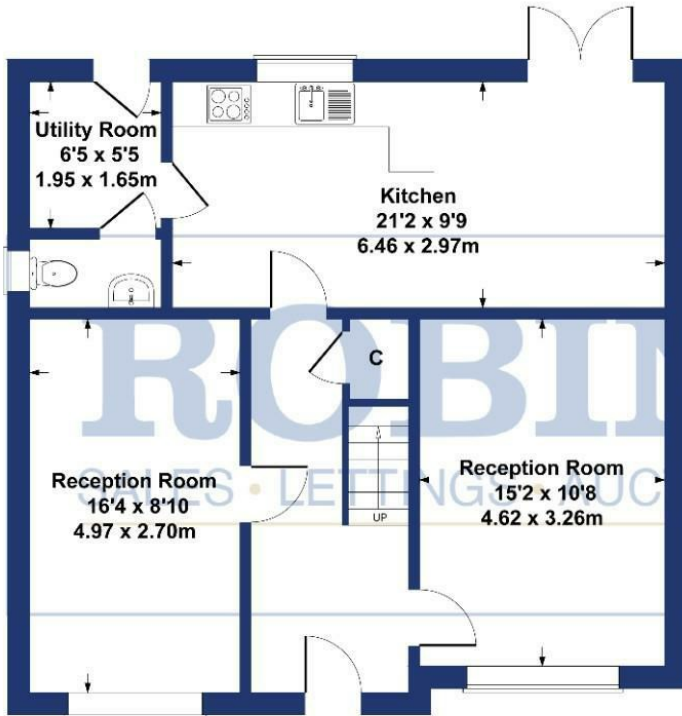 Utility Room
6'5 x 5'5
1.95 x 1.65m
Kitchen
21'2 x 9'9
6.46 x 2.97m
C
ROBIN
SALES • LETTINGS • AUC
Reception Room
16'4 x 8'10
4.97 x 2.70m
UP
Reception Room
15'2 x 10'8
4.62 x 3.26m